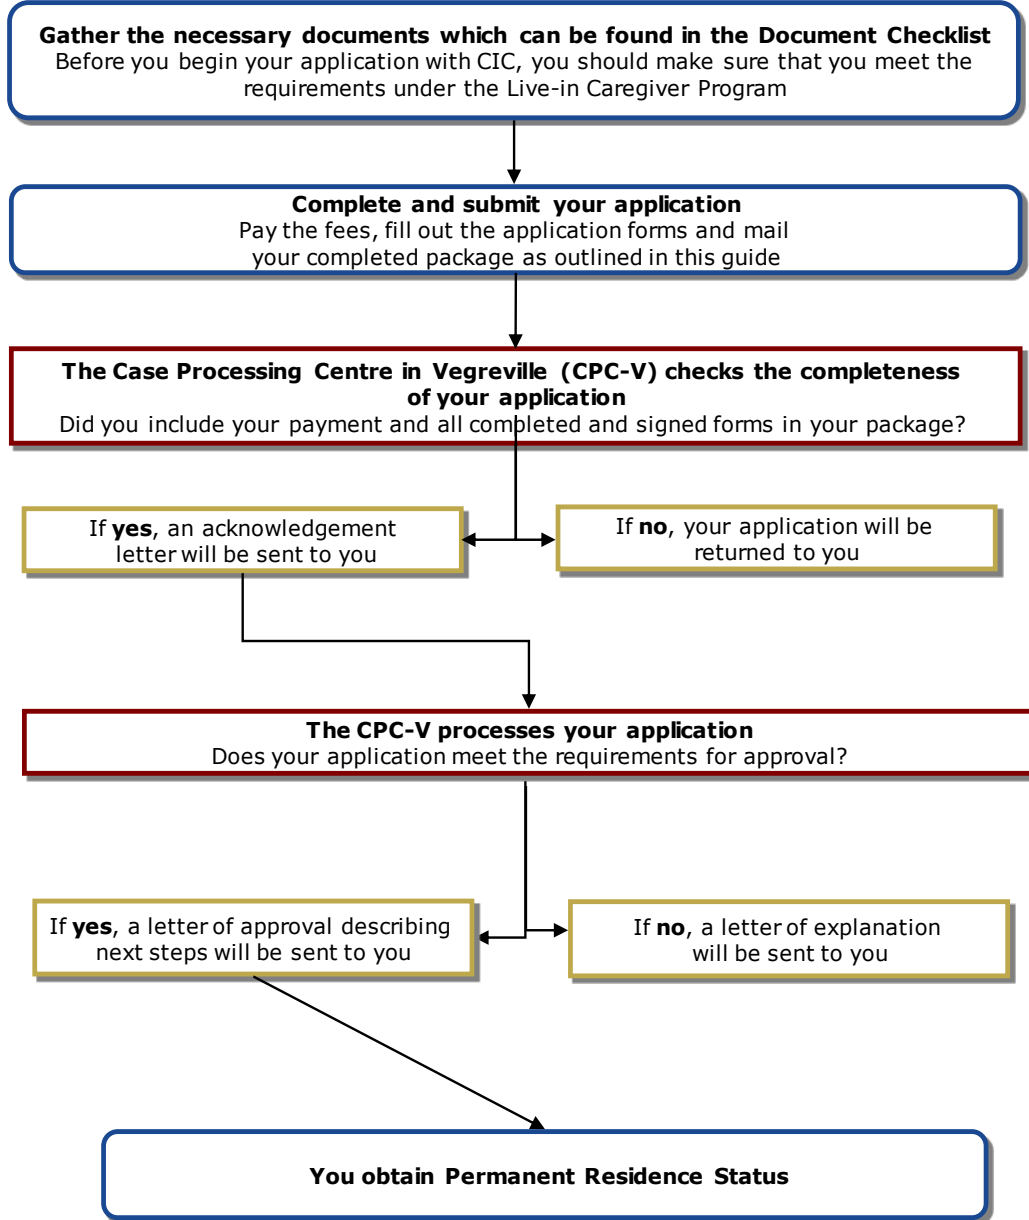 Gather the necessary documents which can be found in the Document Checklist
Before you begin your application with CIC, you should make sure that you meet the
requirements under the Live-in Caregiver Program
Complete and submit your application
Pay the fees, fill out the application forms and mail
your completed package as outlined in this guide
The Case Processing Centre in Vegreville (CPC-V) checks the completeness
of your application
Did you include your payment and all completed and signed forms in your package?
If yes, an acknowledgement
letter will be sent to you
If no, your application will be
returned to you
The CPC-V processes your application
Does your application meet the requirements for approval?
If yes, a letter of approval describing
next steps will be sent to you
If no, a letter of explanation
will be sent to you
You obtain Permanent Residence Status